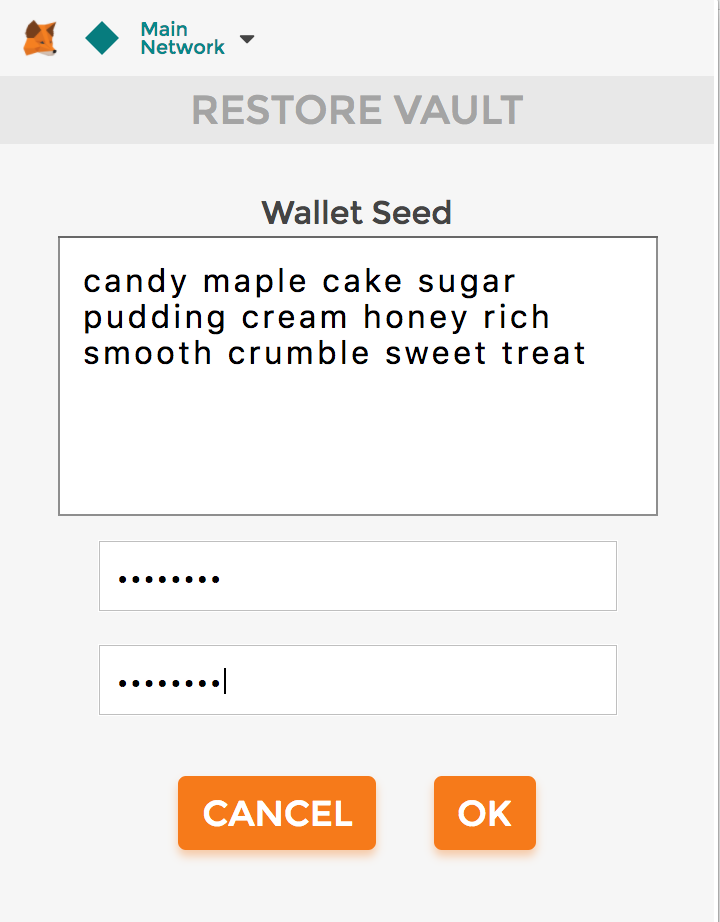 Main
Network
RESTORE VAULT
Wallet Seed
candy maple cake sugar
pudding cream honey rich
smooth crumble sweet treat
••••••••
••••••••
CANCEL
OK